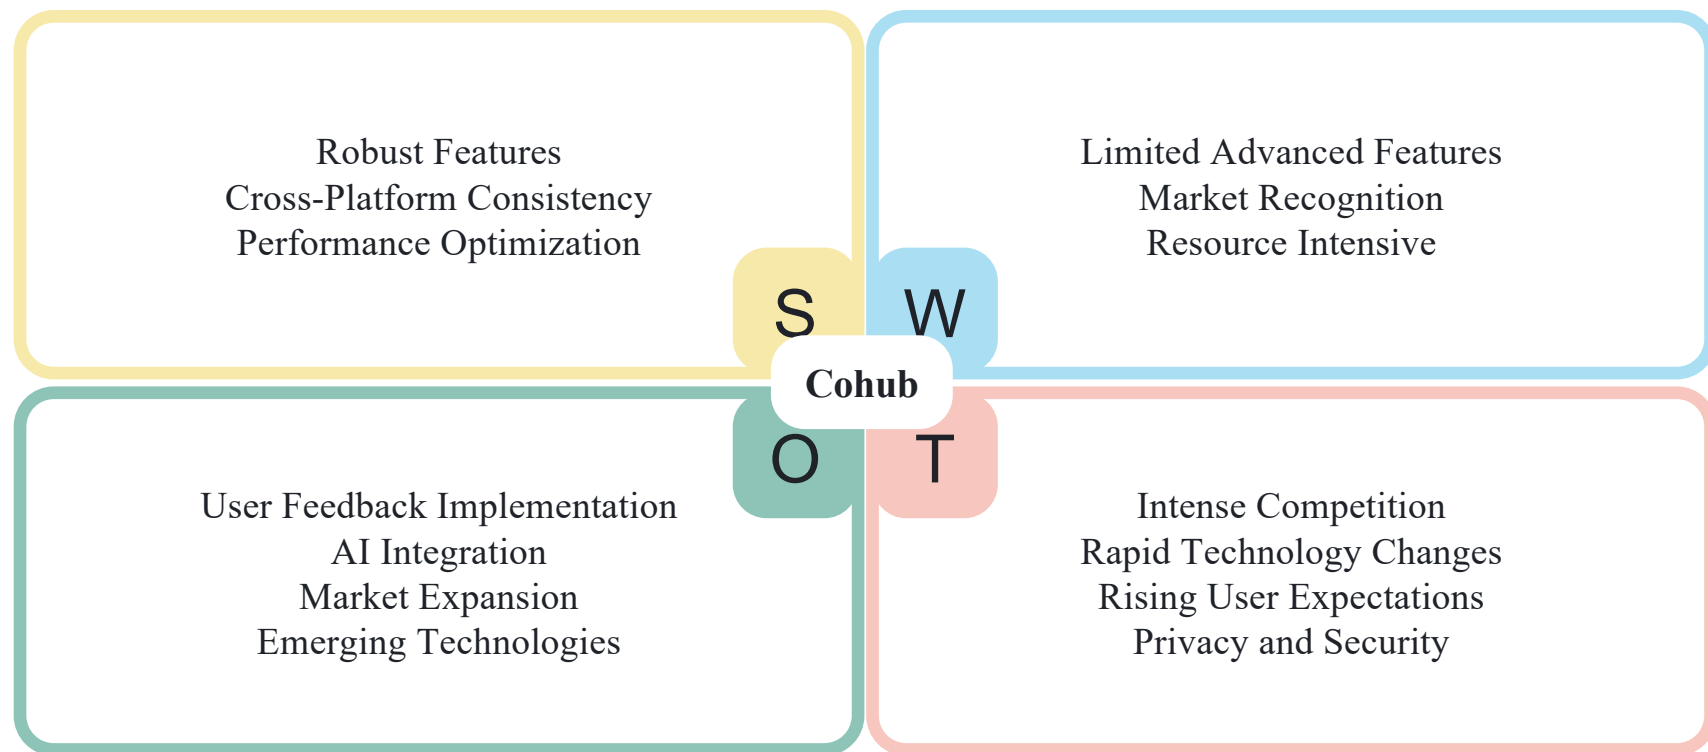 Robust Features
Cross-Platform Consistency
Performance Optimization
S
Limited Advanced Features
Market Recognition
Resource Intensive
W
Cohub
O
User Feedback Implementation
AI Integration
Market Expansion
Emerging Technologies
T
Intense Competition
Rapid Technology Changes
Rising User Expectations
Privacy and Security